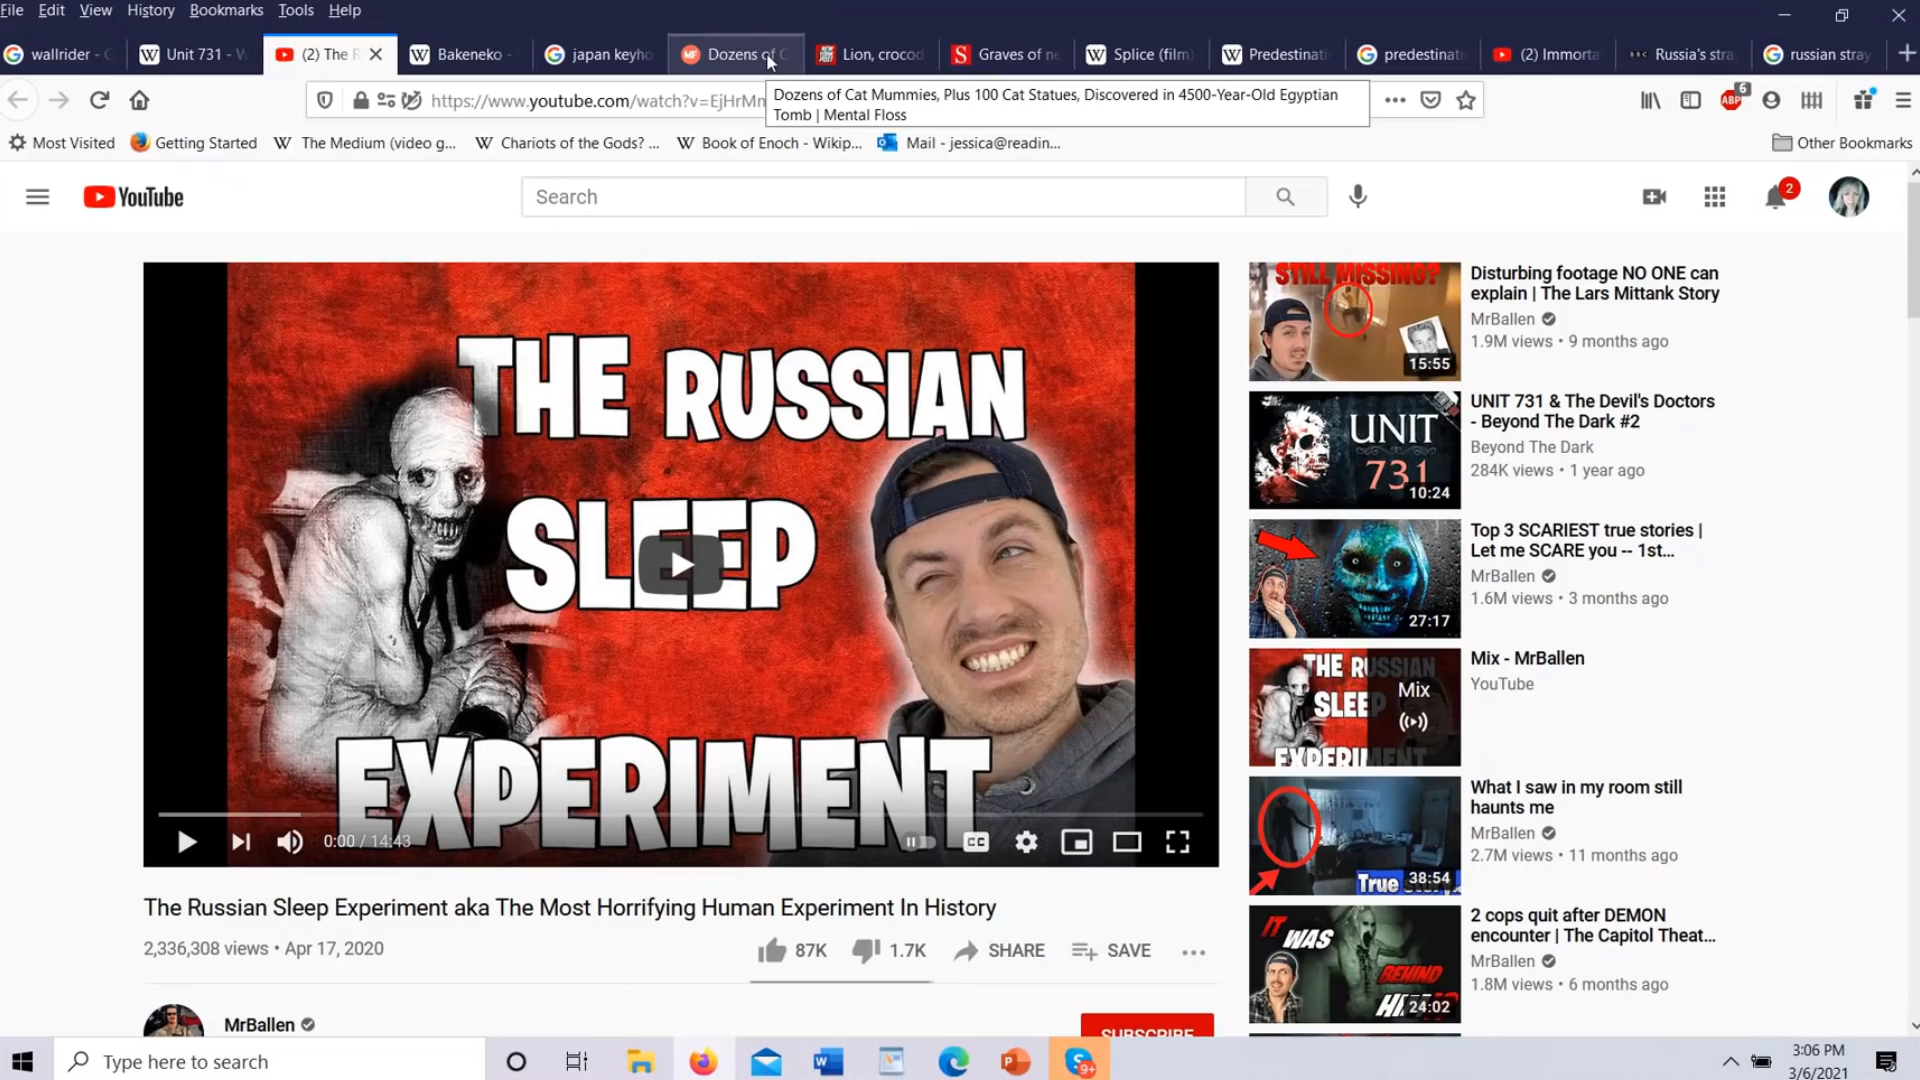 File Edit View History Bookmarks Tools Help
wallrider - G
Unit 731 - W
(2) The R
Bakeneko -
japan keyho
Dozens of C
Lion, crocod
Graves of ne
Splice (film)
Predestinati
predestinati
(2) Immorta
Russia's stra
russian stray
https://www.youtube.com/watch?v=EjHrMn
Dozens of Cat Mummies, Plus 100 Cat Statues, Discovered in 4500-Year-Old Egyptian
Tomb | Mental Floss
ABP
6
Most Visited
Getting Started
The Medium (video g...
Chariots of the Gods? ...
Book of Enoch - Wikip...
Mail - jessica@readin...
Other Bookmarks
YouTube
Search
2
THE RUSSIAN
SLEEP
EXPERIMENT
0:00 / 14:43
CC
The Russian Sleep Experiment aka The Most Horrifying Human Experiment In History
2,336,308 views • Apr 17, 2020
87K
1.7K
SHARE
SAVE
MrBallen
SUBSCRIBE
STILL MISSING?
15:55
Disturbing footage NO ONE can
explain | The Lars Mittank Story
MrBallen
1.9M views • 9 months ago
UNIT
731
10:24
UNIT 731 & The Devil's Doctors
- Beyond The Dark #2
Beyond The Dark
284K views • 1 year ago
27:17
Top 3 SCARIEST true stories |
Let me SCARE you -- 1st...
MrBallen
1.6M views • 3 months ago
THE RUSSIAN
SLEEP
EXPERIMENT
Mix
Mix - MrBallen
YouTube
True
38:54
What I saw in my room still
haunts me
MrBallen
2.7M views • 11 months ago
IT
WAS
BEHIND
24:02
2 cops quit after DEMON
encounter | The Capitol Theat...
MrBallen
1.8M views • 6 months ago
Type here to search
9+
3:06 PM
3/6/2021